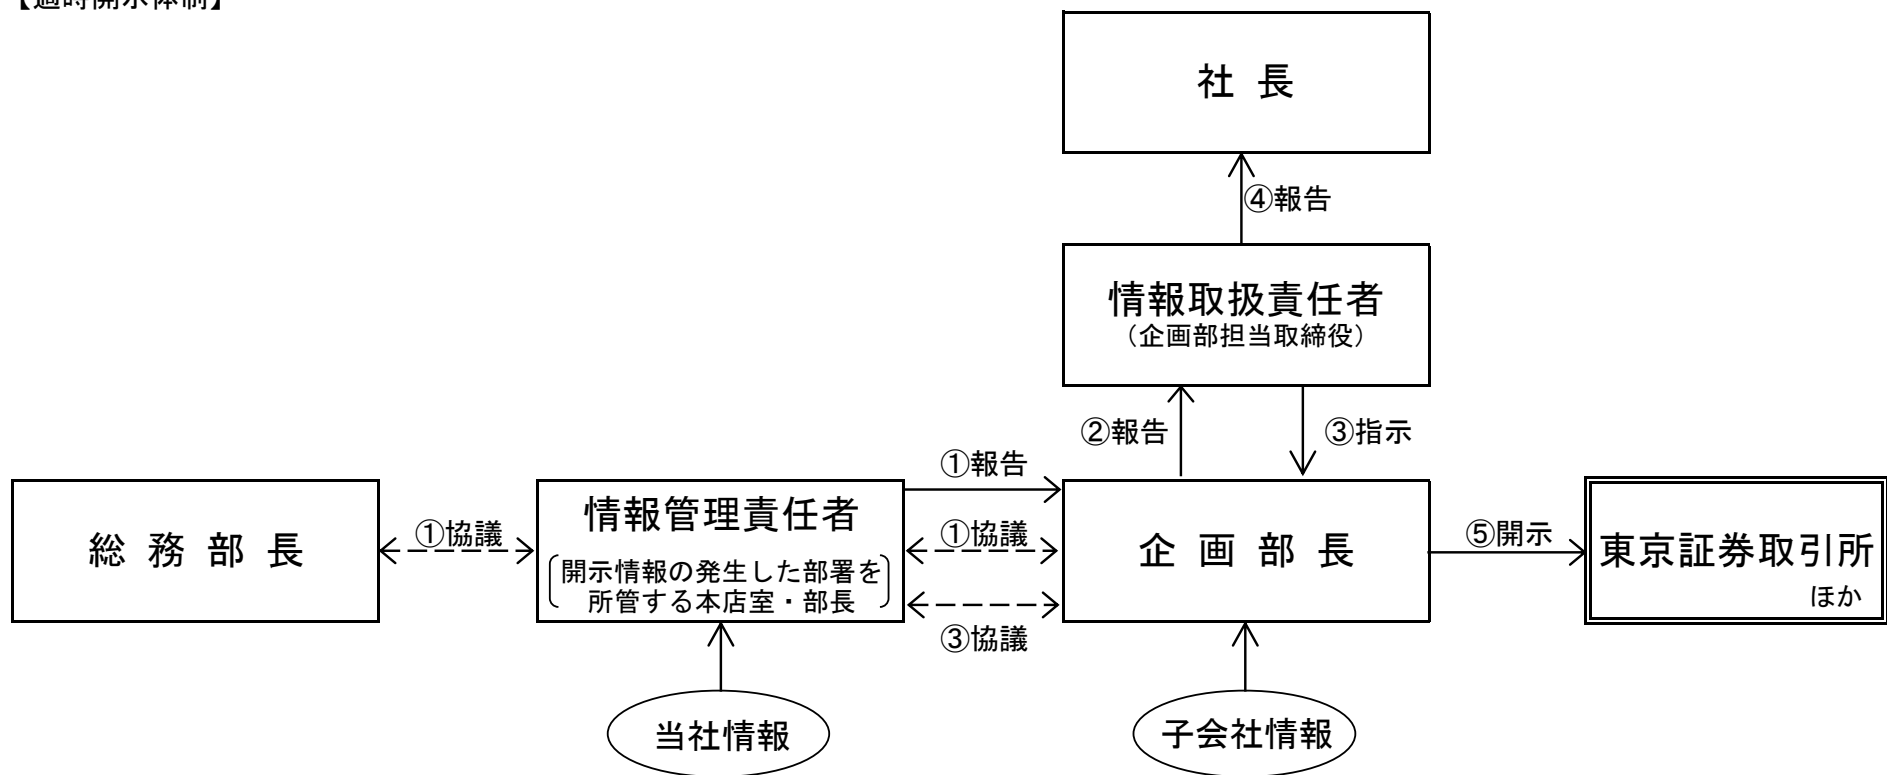 【適時開示体制】
社 長
④報告
情報取扱責任者
（企画部担当取締役）
②報告
③指示
①報告
総 務 部 長
①協議
情報管理責任者
開示情報の発生した部署を
所管する本店室・部長
①協議
③協議
企 画 部 長
⑤開示
東京証券取引所
ほか
当社情報
子会社情報